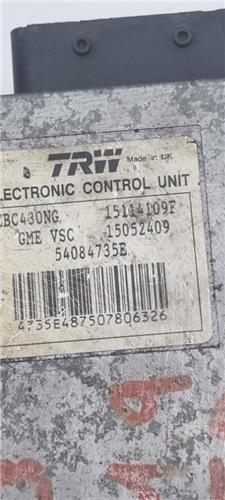 TRW Made in UK
ELECTRONIC CONTROL UNIT
EBC430NG 15114109F
GME VSC 15052409
54084735E
4735E487507806326